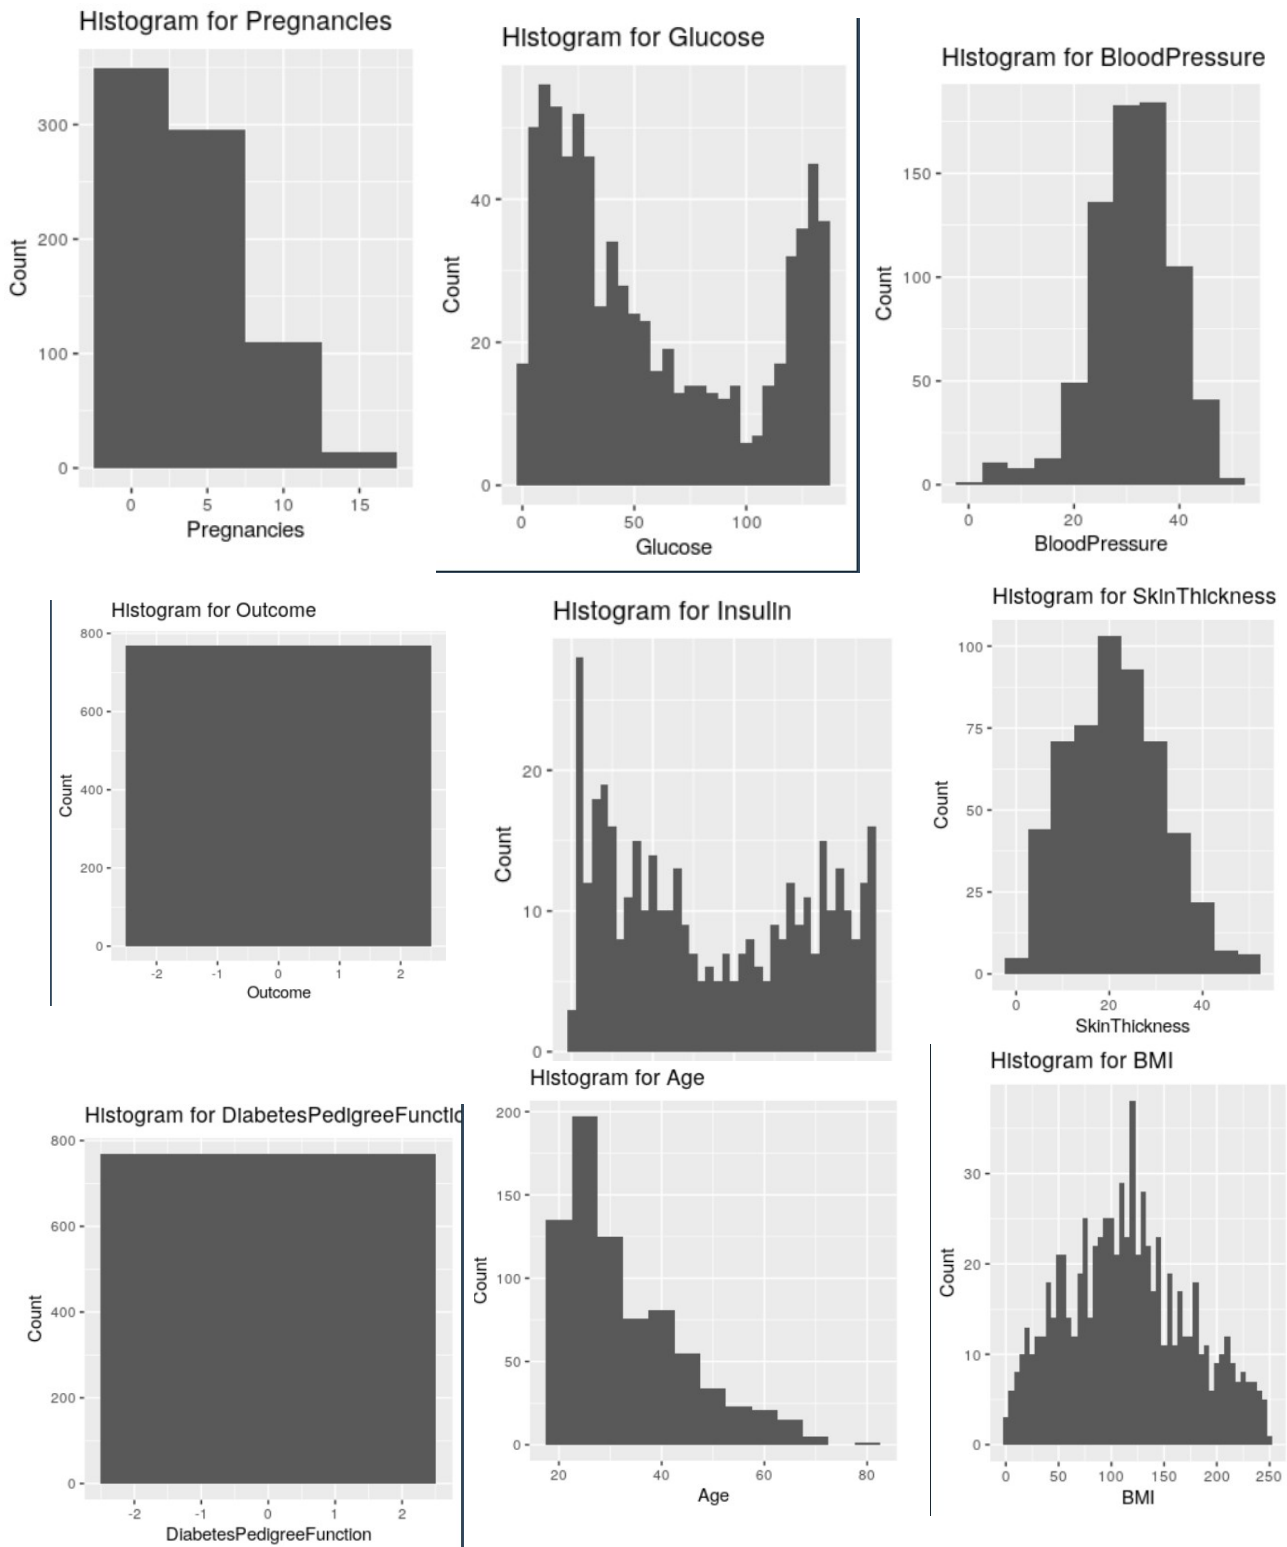 Histogram for Pregnancies
Count
300
200
100
0
0 5 10 15
Pregnancies
Histogram for Glucose
Count
40
20
0
0 50 100
Glucose
Histogram for BloodPressure
Count
150
100
50
0
0 20 40
BloodPressure
Histogram for Outcome
Count
800
600
400
200
0
-2 -1 0 1 2
Outcome
Histogram for Insulin
Count
20
10
0
Histogram for SkinThickness
Count
100
75
50
25
0
0 20 40
SkinThickness
Histogram for DiabetesPedigreeFunctio
Count
800
600
400
200
0
-2 -1 0 1 2
DiabetesPedigreeFunction
Histogram for Age
Count
200
150
100
50
0
20 40 60 80
Age
Histogram for BMI
Count
30
20
10
0
0 50 100 150 200 250
BMI